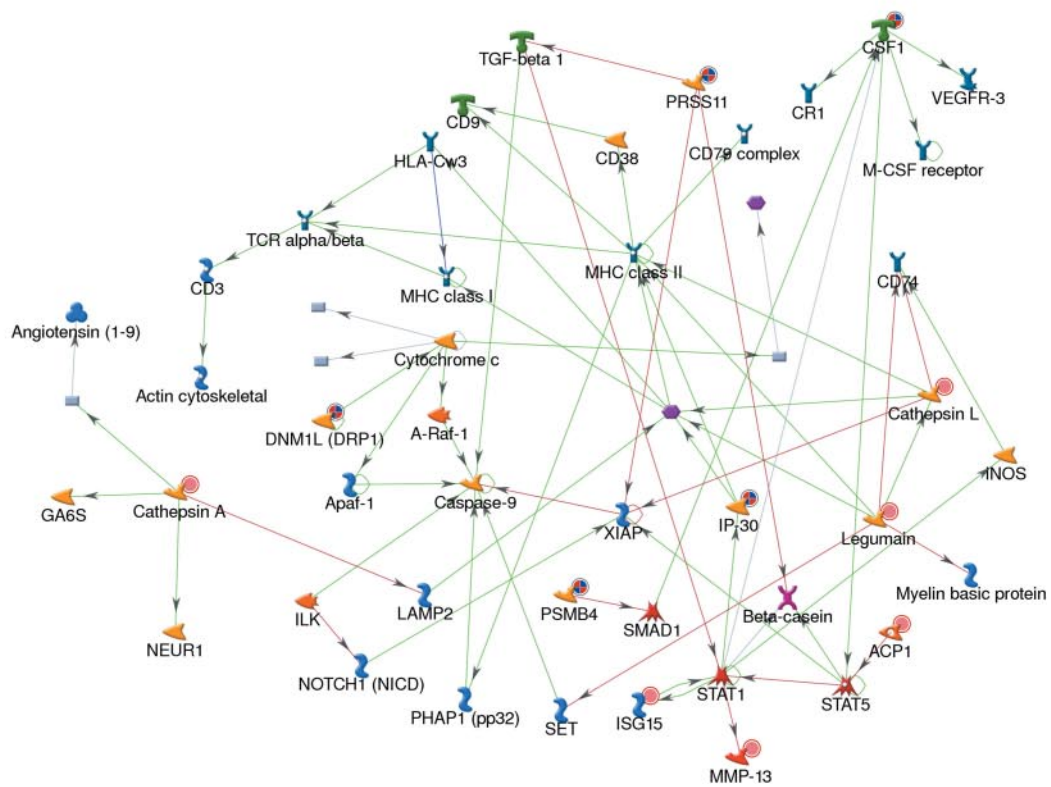 TGF-beta 1
CSF1
PRSS11
CR1
VEGFR-3
CD9
CD38
CD79 complex
HLA-Cw3
M-CSF receptor
TCR alpha/beta
MHC class II
CD74
CD3
MHC class I
Angiotensin (1-9)
Cytochrome c
Actin cytoskeletal
Cathepsin L
DNM1L (DRP1)
A-Raf-1
INOS
GA6S
Cathepsin A
Apaf-1
Caspase-9
XIAP
IP-30
Legumain
Myelin basic protein
LAMP2
PSMB4
Beta-casein
ILK
SMAD1
ACP1
NEUR1
NOTCH1 (NICD)
STAT1
STAT5
PHAP1 (pp32)
SET
ISG15
MMP-13